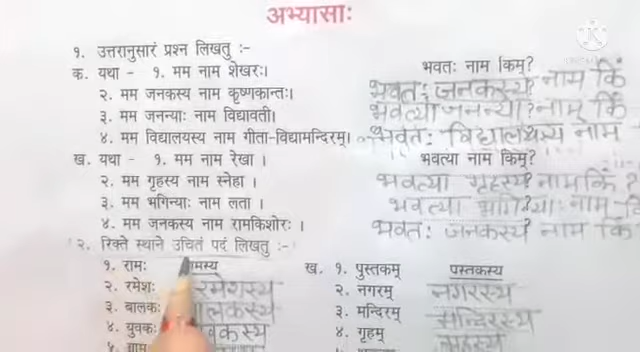 अभ्यासाः
१. उत्तरानुसारं प्रश्न लिखतु :-
क. यथा - १. मम नाम शेखरः। भवतः नाम किम्?
२. मम जनकस्य नाम कृष्णकान्तः। भवतः जनकस्य? नाम किं
३. मम जनन्याः नाम विद्यावती। भवत्यो जनन्या? नाम् किं
४. मम विद्यालयस्य नाम गीता-विद्यामन्दिरम्। भवतः विद्यालयस्य नाम
ख. यथा - १. मम नाम रेखा । भवत्या नाम किम्?
२. मम गृहस्य नाम स्नेहा । भवत्या गृहस्य? नामकिं?
३. मम भगिन्याः नाम लता । भवत्या नाम किं
४. मम जनकस्य नाम रामकिशोरः । भवतः जनकस्य? नाम किं
२. रिक्ते स्थाने उचितं पदं लिखतु :-
१. रामः रामस्य ख. १. पुस्तकम् पुस्तकस्य
२. रमेशः रमेशस्य २. नगरम् नगरस्य
३. बालकः बालकस्य ३. मन्दिरम् मन्दिरस्य
४. युवकः युवकस्य ४. गृहम् गृहस्य
KINEMASTER